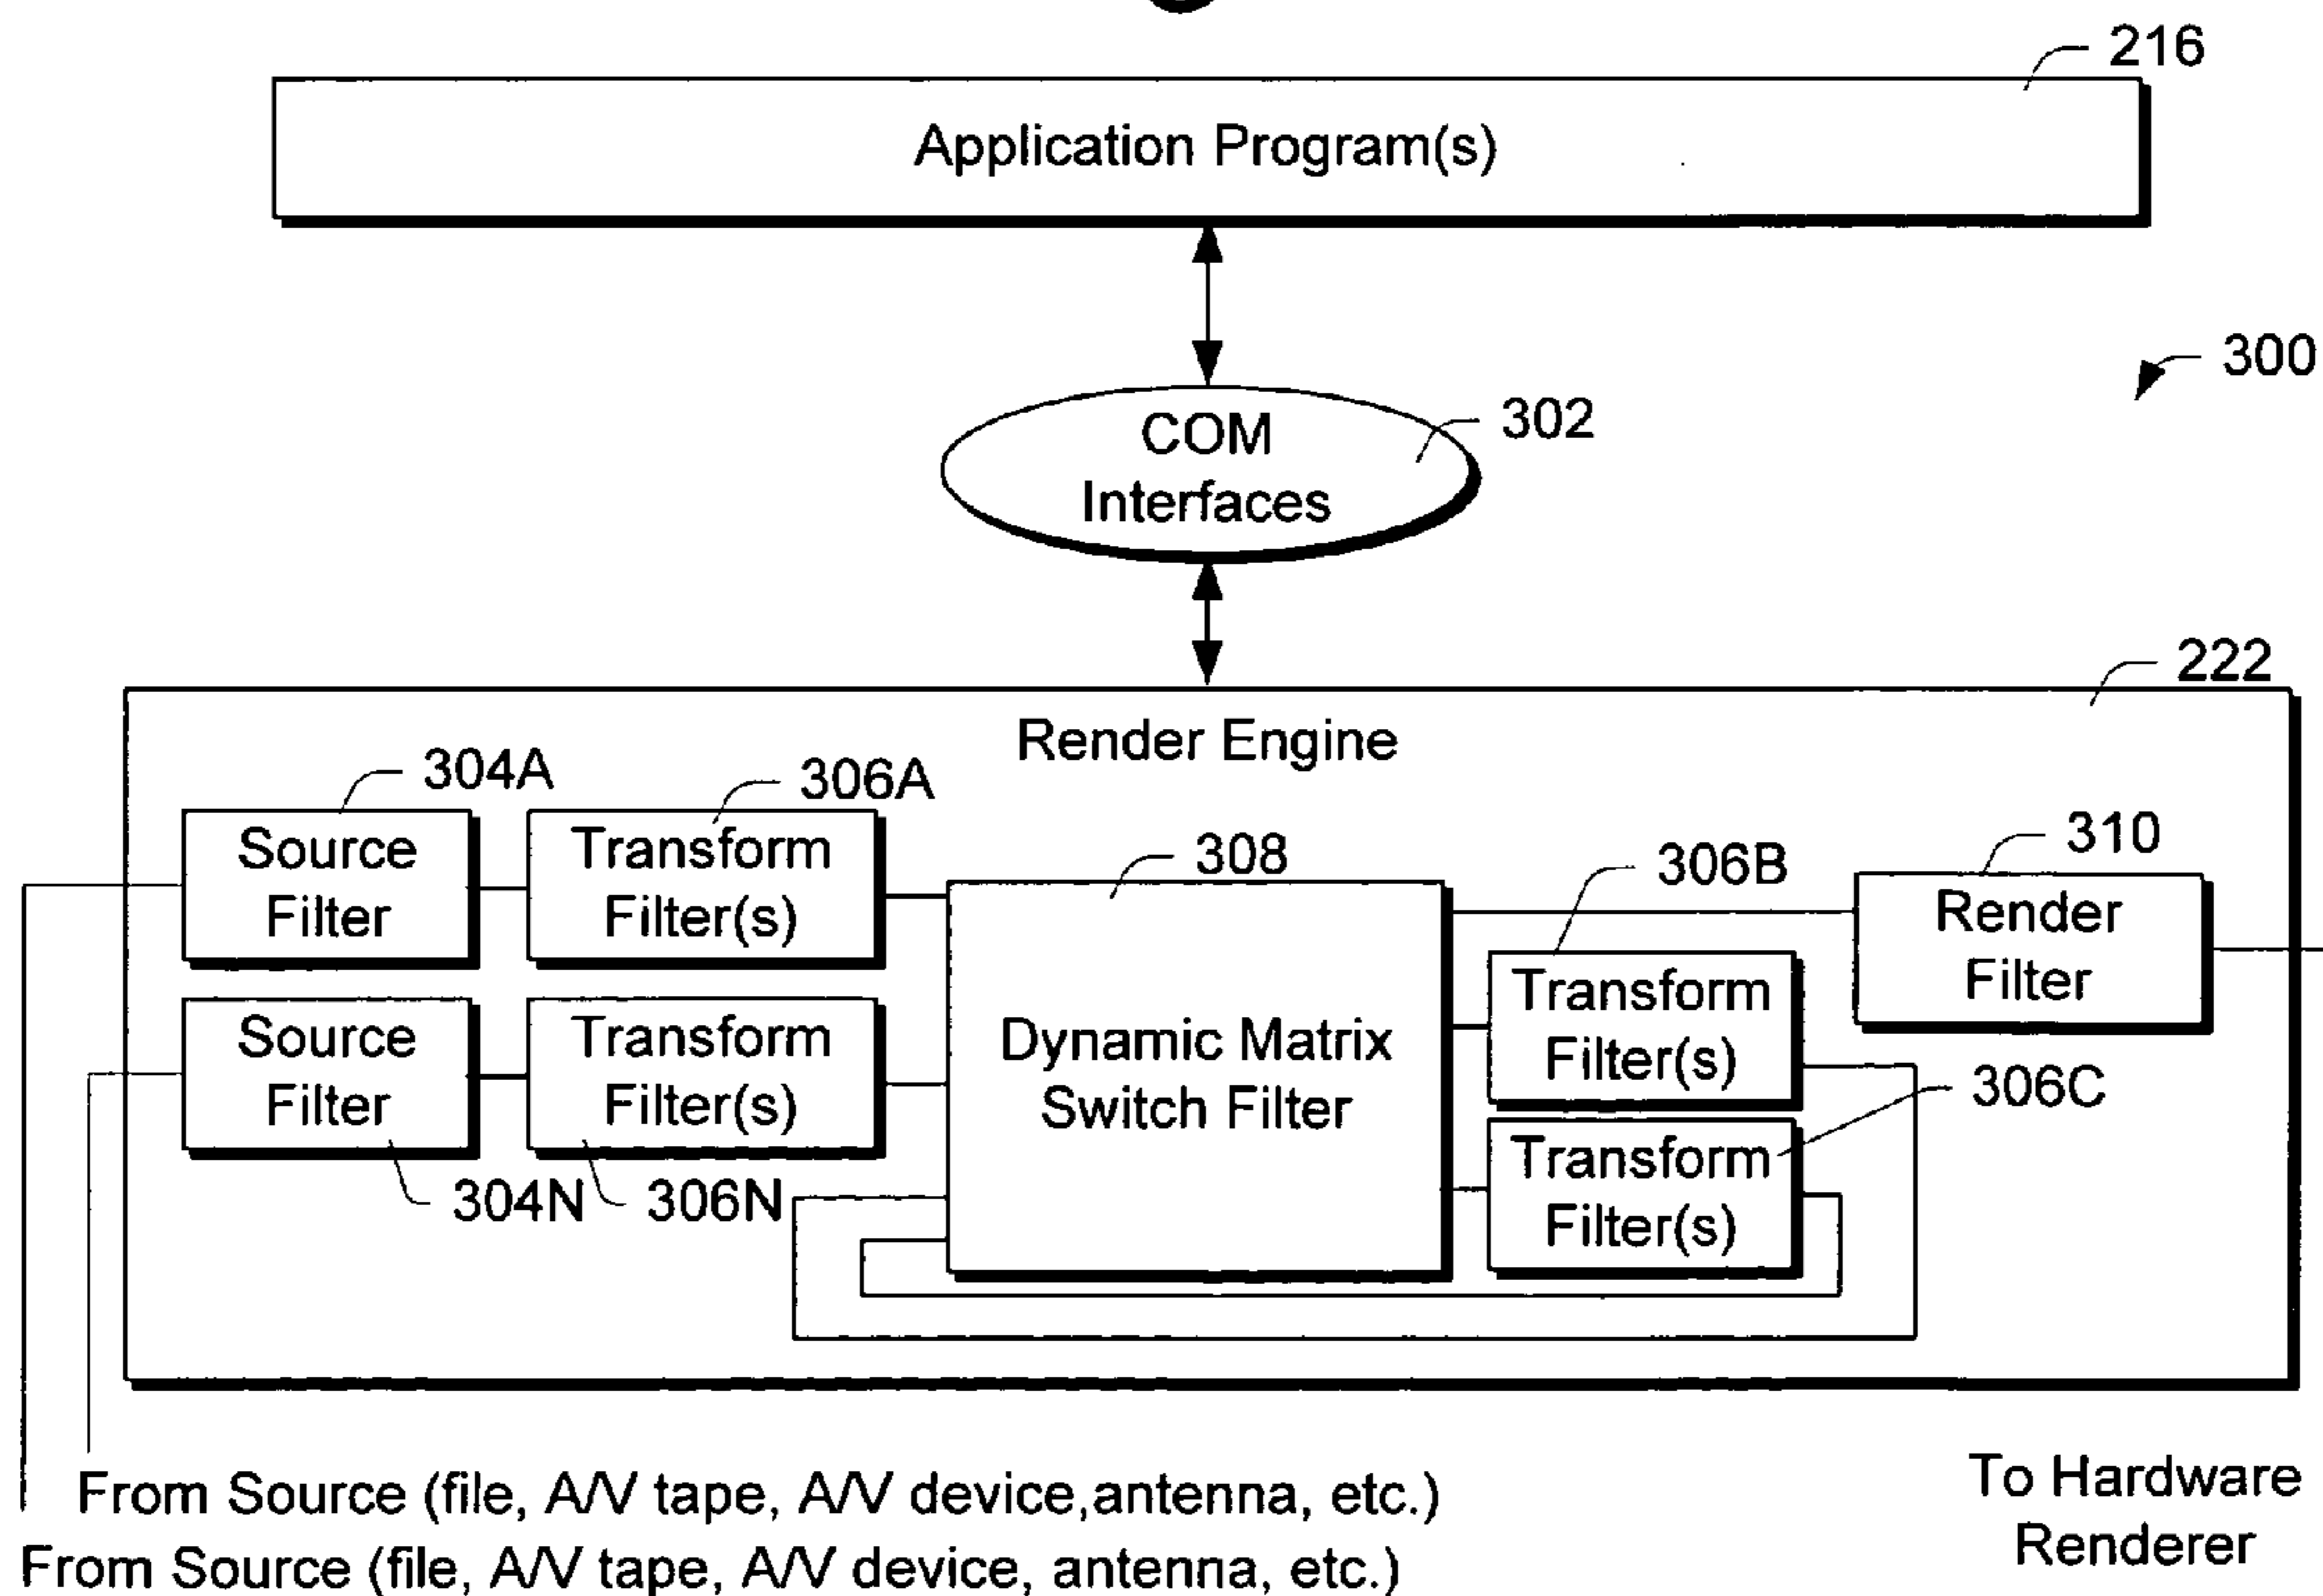 216
Application Program(s)
300
COM
Interfaces
302
222
Render Engine
304A
306A
308
306B
310
Source
Filter
Transform
Filter(s)
Render
Filter
Source
Filter
Transform
Filter(s)
Dynamic Matrix
Switch Filter
Transform
Filter(s)
306C
Transform
Filter(s)
304N
306N
From Source (file, A/V tape, A/V device,antenna, etc.)
From Source (file, A/V tape, A/V device, antenna, etc.)
To Hardware
Renderer